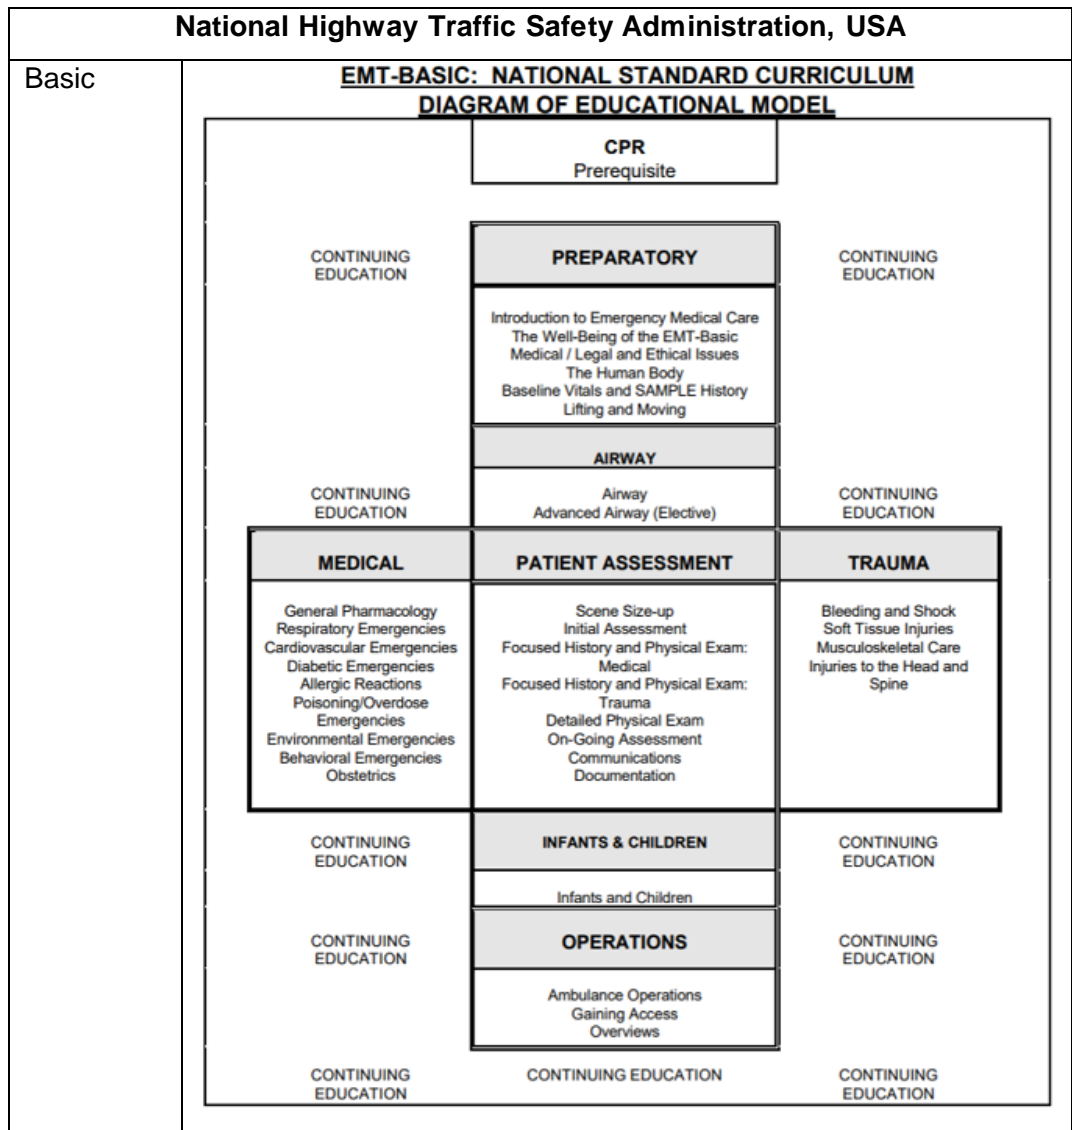 National Highway Traffic Safety Administration, USA
Basic
EMT-BASIC: NATIONAL STANDARD CURRICULUM
DIAGRAM OF EDUCATIONAL MODEL
CPR
Prerequisite
CONTINUING
EDUCATION
PREPARATORY
CONTINUING
EDUCATION
Introduction to Emergency Medical Care
The Well-Being of the EMT-Basic
Medical / Legal and Ethical Issues
The Human Body
Baseline Vitals and SAMPLE History
Lifting and Moving
AIRWAY
CONTINUING
EDUCATION
Airway
Advanced Airway (Elective)
CONTINUING
EDUCATION
MEDICAL
General Pharmacology
Respiratory Emergencies
Cardiovascular Emergencies
Diabetic Emergencies
Allergic Reactions
Poisoning/Overdose
Emergencies
Environmental Emergencies
Behavioral Emergencies
Obstetrics
PATIENT ASSESSMENT
Scene Size-up
Initial Assessment
Focused History and Physical Exam:
Medical
Focused History and Physical Exam:
Trauma
Detailed Physical Exam
On-Going Assessment
Communications
Documentation
TRAUMA
Bleeding and Shock
Soft Tissue Injuries
Musculoskeletal Care
Injuries to the Head and
Spine
CONTINUING
EDUCATION
INFANTS & CHILDREN
Infants and Children
CONTINUING
EDUCATION
CONTINUING
EDUCATION
OPERATIONS
CONTINUING
EDUCATION
Ambulance Operations
Gaining Access
Overviews
CONTINUING
EDUCATION
CONTINUING EDUCATION
CONTINUING
EDUCATION